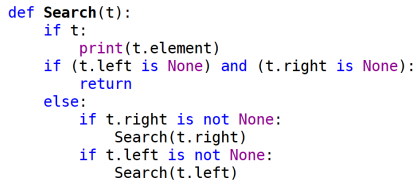 def Search(t):
    if t:
        print(t.element)
    if (t.left is None) and (t.right is None):
        return
    else:
        if t.right is not None:
            Search(t.right)
        if t.left is not None:
            Search(t.left)